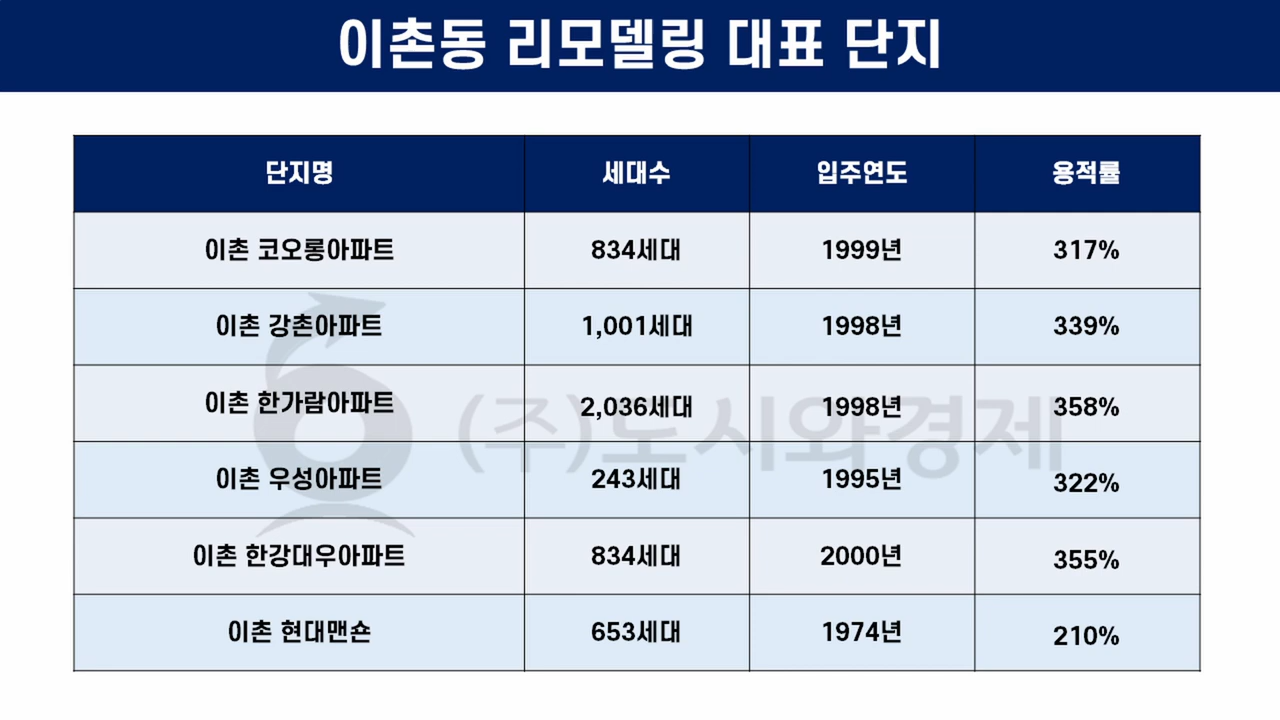 이촌동 리모델링 대표 단지
단지명 세대수 입주연도 용적률
이촌 코오롱아파트 834세대 1999년 317%
이촌 강촌아파트 1,001세대 1998년 339%
이촌 한가람아파트 2,036세대 1998년 358%
이촌 우성아파트 243세대 1995년 322%
이촌 한강대우아파트 834세대 2000년 355%
이촌 현대맨숀 653세대 1974년 210%
(주)도시와경제